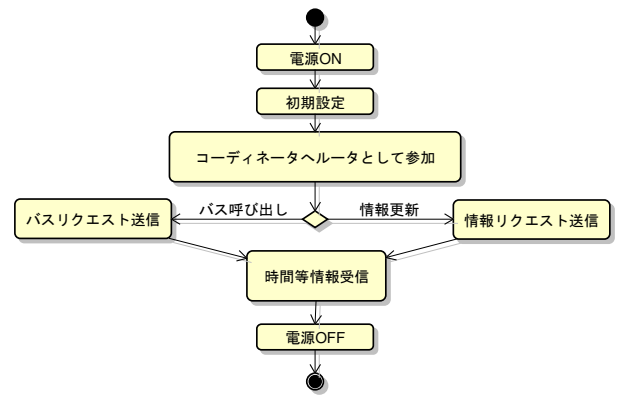 電源ON
初期設定
コーディネータへルータとして参加
バス呼び出し
情報更新
バスリクエスト送信
情報リクエスト送信
時間等情報受信
電源OFF